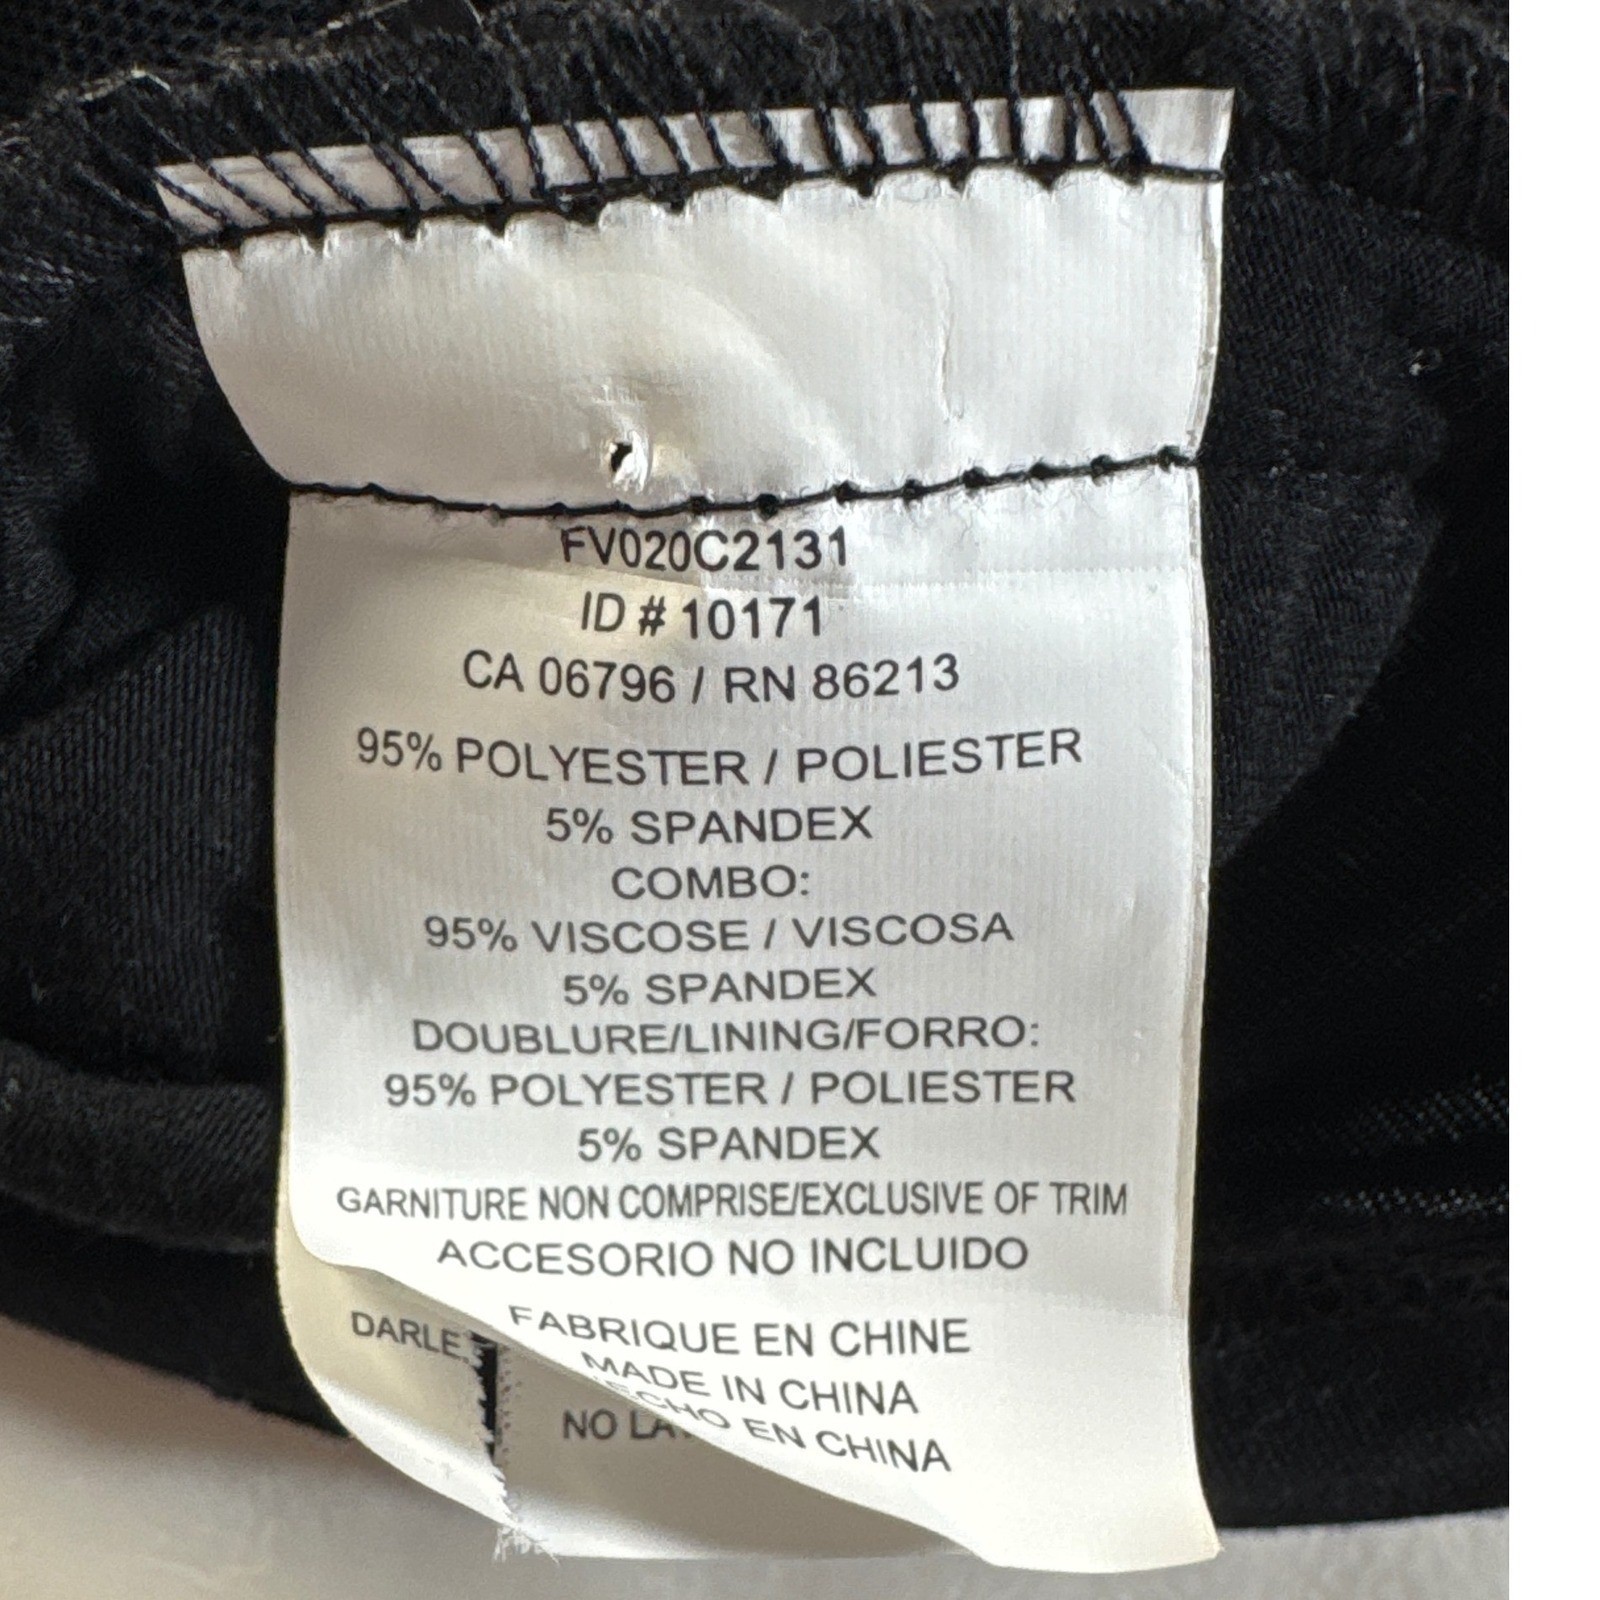 FV020C2131
ID # 10171
CA 06796 / RN 86213
95% POLYESTER / POLIESTER
5% SPANDEX
COMBO:
95% VISCOSE / VISCOSA
5% SPANDEX
DOUBLURE/LINING/FORRO:
95% POLYESTER / POLIESTER
5% SPANDEX
GARNITURE NON COMPRISE/EXCLUSIVE OF TRIM
ACCESORIO NO INCLUIDO
FABRIQUE EN CHINE
MADE IN CHINA
HECHO EN CHINA
DARLE
NO